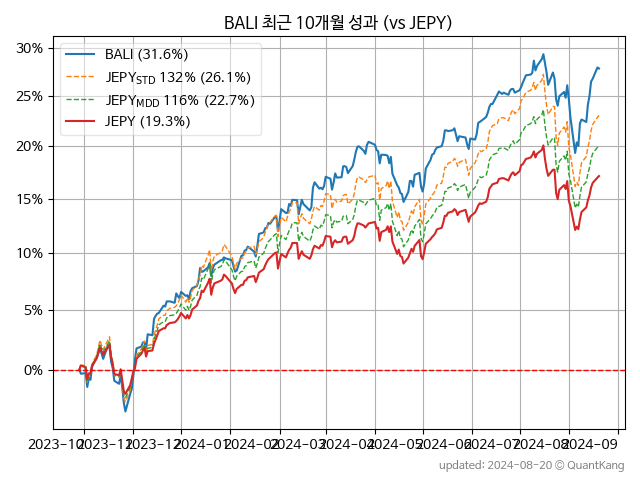 BALI 최근 10개월 성과 (vs JEPY)
BALI (31.6%)
JEPY_STD 132% (26.1%)
JEPY_MDD 116% (22.7%)
JEPY (19.3%)
30%
25%
20%
15%
10%
5%
0%
2023-10 2023-11 2023-12 2024-01 2024-02 2024-03 2024-04 2024-05 2024-06 2024-07 2024-08 2024-09
updated: 2024-08-20 © QuantKang